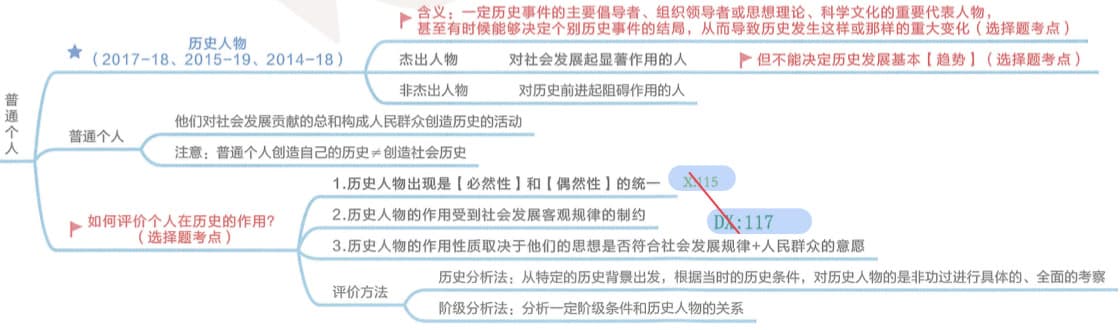 含义：一定历史事件的主要倡导者、组织领导者或思想理论、科学文化的重要代表人物，
甚至有时候能够决定个别历史事件的结局，从而导致历史发生这样或那样的重大变化（选择题考点）
历史人物
（2017-18、2015-19、2014-18）
杰出人物
对社会发展起显著作用的人
但不能决定历史发展基本【趋势】（选择题考点）
非杰出人物
对历史前进起阻碍作用的人
普通个人
普通个人
他们对社会发展贡献的总和构成人民群众创造历史的活动
注意：普通个人创造自己的历史≠创造社会历史
如何评价个人在历史的作用?
（选择题考点）
1.历史人物出现是【必然性】和【偶然性】的统一
X:115
2.历史人物的作用受到社会发展客观规律的制约
DX:117
3.历史人物的作用性质取决于他们的思想是否符合社会发展规律+人民群众的意愿
评价方法
历史分析法：从特定的历史背景出发，根据当时的历史条件，对历史人物的是非功过进行具体的、全面的考察
阶级分析法：分析一定阶级条件和历史人物的关系